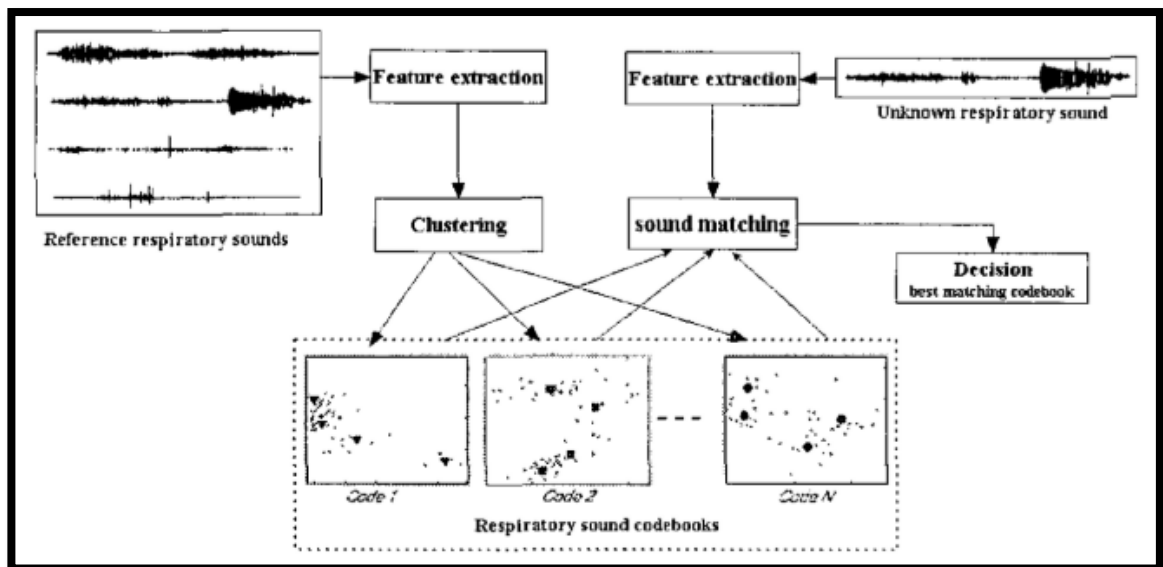 Feature extraction
Feature extraction
Unknown respiratory sound
Reference respiratory sounds
Clustering
sound matching
Decision
best matching codebook
Code 1
Code 2
Code N
Respiratory sound codebooks